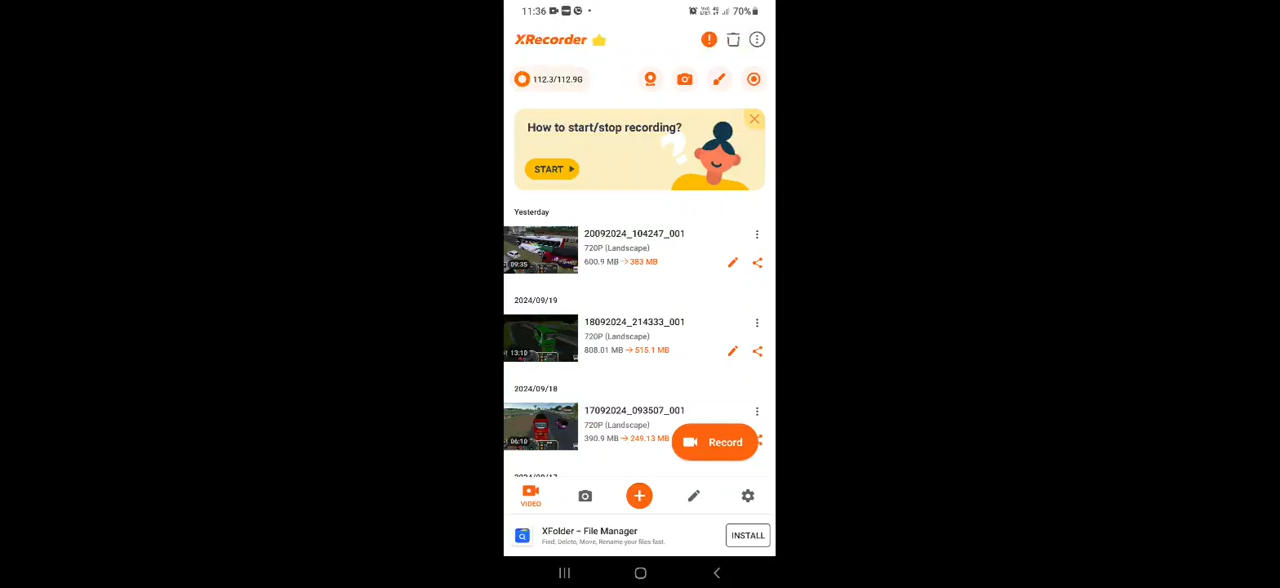 11:36 70%
XRecorder
112.3/112.9G
How to start/stop recording?
START
Yesterday
20092024_104247_001
720P (Landscape)
600.9 MB → 383 MB
09:35
2024/09/19
18092024_214333_001
720P (Landscape)
808.01 MB → 515.1 MB
13:10
2024/09/18
17092024_093507_001
720P (Landscape)
390.9 MB → 249.13 MB
06:10
Record
2024/09/17
VIDEO
XFolder - File Manager
Find, Delete, Move, Rename your files fast.
INSTALL